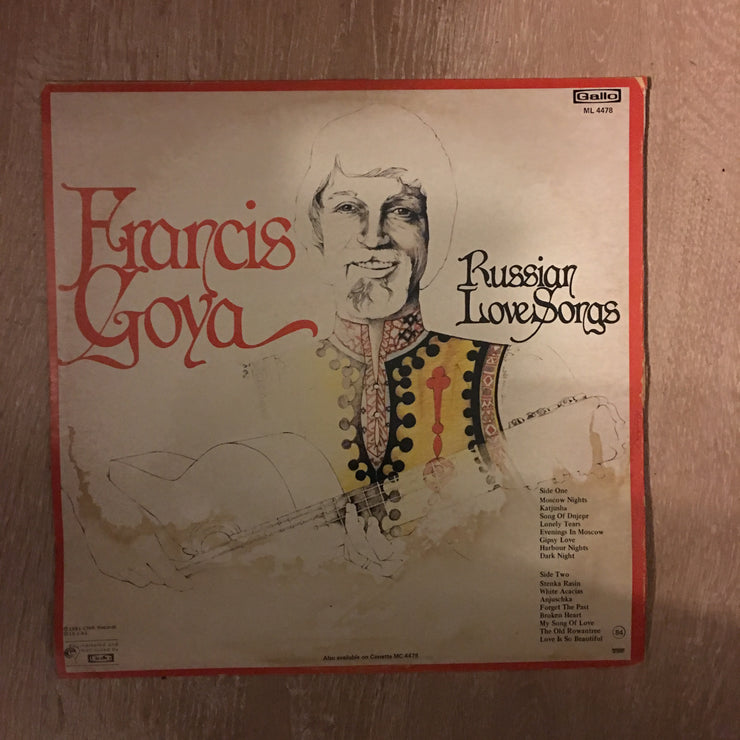 Gallo
ML 4478
Francis
Goya
Russian
Love Songs
Side One
Moscow Nights
Katjusha
Song Of Dnjepr
Lonely Tears
Evenings In Moscow
Gipsy Love
Harbour Nights
Dark Night
Side Two
Stenka Rasin
White Acacias
Anjuschka
Forget The Past
Broken Heart
My Song Of Love
The Old Rowantree
Love Is So Beautiful
Also available on Cassette MC 4478
Gallo